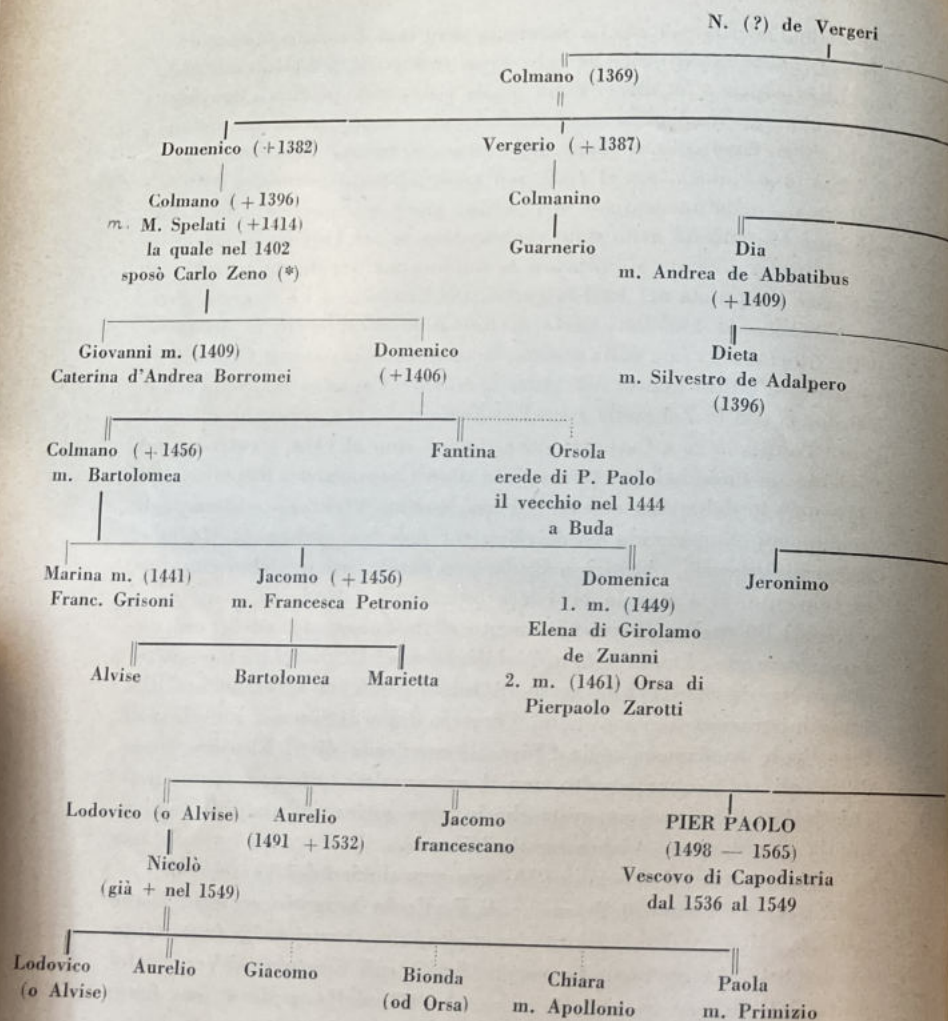 N. (?) de Vergeri
Colmano (1369)
Domenico (+1382)
Vergerio (+1387)
Colmano (+1396)
m. M. Spelati (+1414)
la quale nel 1402
sposò Carlo Zeno (*)
Colmanino
Guarnerio
Dia
m. Andrea de Abbatibus
(+1409)
Giovanni m. (1409)
Caterina d'Andrea Borromei
Domenico
(+1406)
Dieta
m. Silvestro de Adalpero
(1396)
Colmano (+1456)
m. Bartolomea
Fantina
Orsola
erede di P. Paolo
il vecchio nel 1444
a Buda
Marina m. (1441)
Franc. Grisoni
Jacomo (+1456)
m. Francesca Petronio
Domenica
1. m. (1449)
Elena di Girolamo
de Zuanni
2. m. (1461) Orsa di
Pierpaolo Zarotti
Jeronimo
Alvise
Bartolomea
Marietta
Lodovico (o Alvise)
Aurelio
(1491 +1532)
Jacomo
francescano
PIER PAOLO
(1498 — 1565)
Vescovo di Capodistria
dal 1536 al 1549
Nicolò
(già + nel 1549)
Lodovico
(o Alvise)
Aurelio
Giacomo
Bionda
(od Orsa)
Chiara
m. Apollonio
Paola
m. Primizio